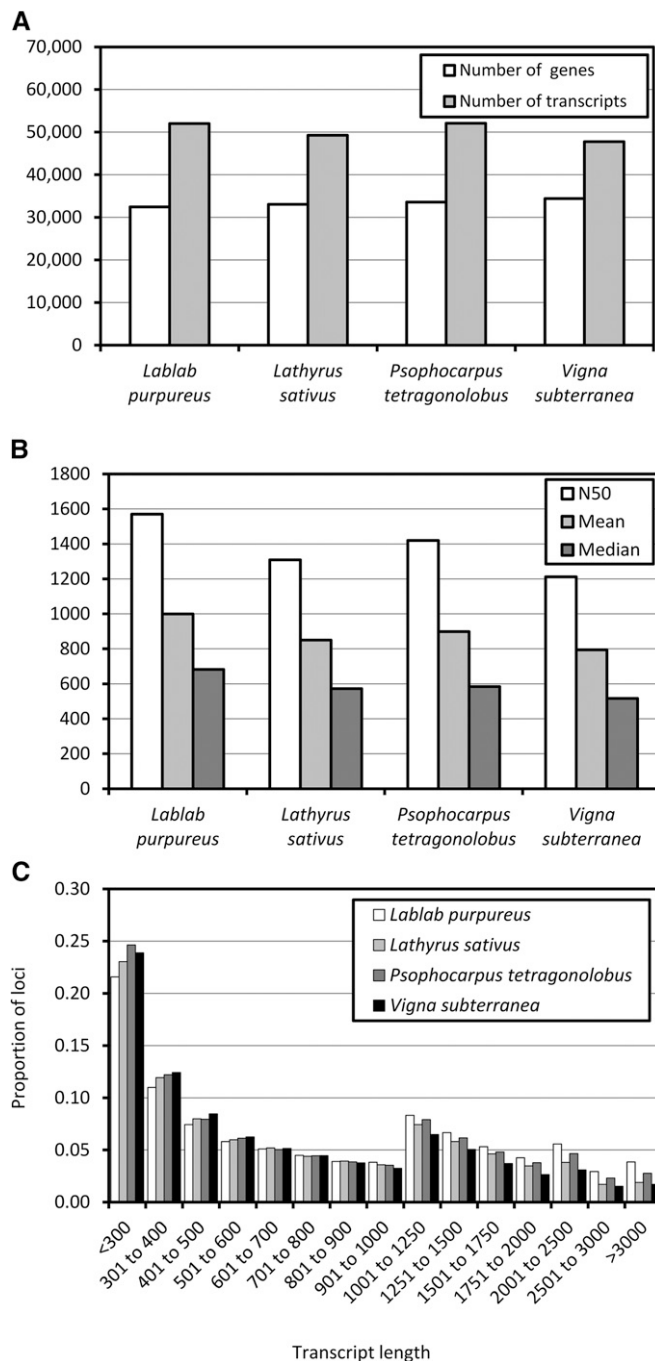 A
70,000
60,000
50,000
40,000
30,000
20,000
10,000
0
Number of genes
Number of transcripts
Lablab
purpureus
Lathyrus
sativus
Psophocarpus
tetragonolobus
Vigna
subterranea
B
1800
1600
1400
1200
1000
800
600
400
200
0
N50
Mean
Median
Lablab
purpureus
Lathyrus
sativus
Psophocarpus
tetragonolobus
Vigna
subterranea
C
0.30
0.25
0.20
0.15
0.10
0.05
0.00
Proportion of loci
Lablab purpureus
Lathyrus sativus
Psophocarpus tetragonolobus
Vigna subterranea
<300
301 to 400
401 to 500
501 to 600
601 to 700
701 to 800
801 to 900
901 to 1000
1001 to 1250
1251 to 1500
1501 to 1750
1751 to 2000
2001 to 2500
2501 to 3000
>3000
Transcript length